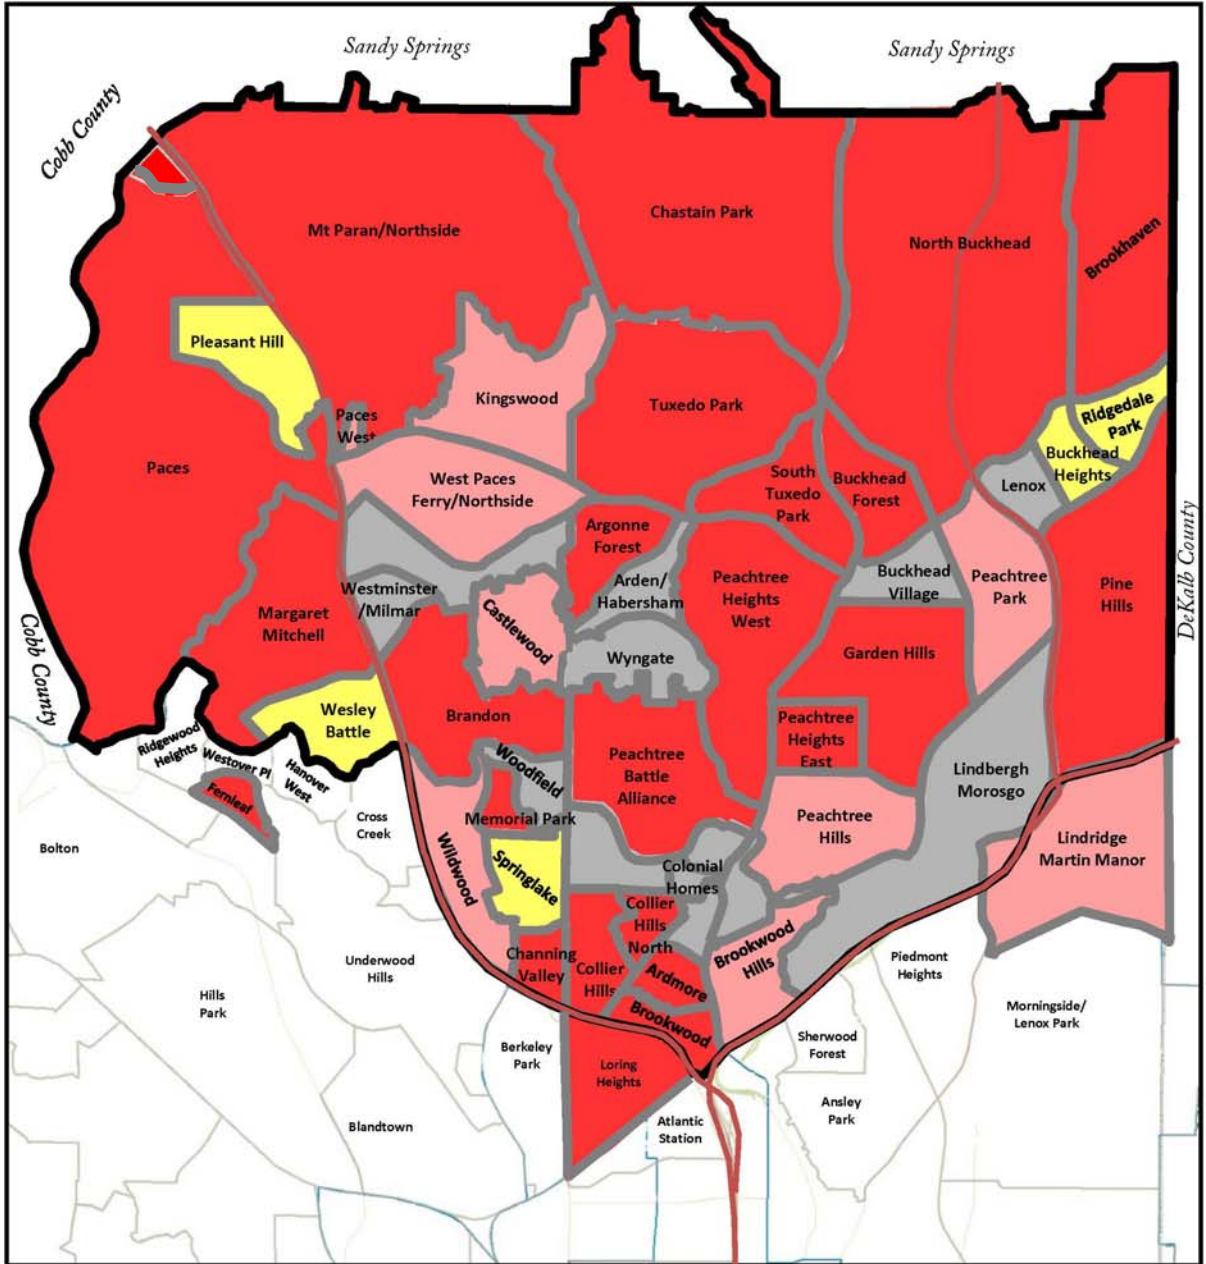 Sandy Springs
Sandy Springs
Cobb County
Chastain Park
Mt Paran/Northside
North Buckhead
Brookhaven
Pleasant Hill
Kingswood
Tuxedo Park
Ridgedale
Park
Paces
West
Buckhead
Heights
Paces
West Paces
Ferry/Northside
South
Tuxedo
Park
Buckhead
Forest
Lenox
Argonne
Forest
DeKalb County
Westminster
/Milmar
Arden/
Habersham
Peachtree
Heights
West
Buckhead
Village
Peachtree
Park
Pine
Hills
Margaret
Mitchell
Castlewood
Cobb County
Wyngate
Garden Hills
Wesley
Battle
Brandon
Peachtree
Heights
East
Ridgewood
Heights
Westover Pl
Hanover
West
Woodfield
Peachtree
Battle
Alliance
Lindbergh
Morosgo
Fernleaf
Cross
Creek
Memorial Park
Peachtree
Hills
Lindridge
Martin Manor
Bolton
Wildwood
Springlake
Colonial
Homes
Collier
Hills
North
Brookwood
Hills
Underwood
Hills
Channing
Valley
Collier
Hills
Ardmore
Piedmont
Heights
Hills
Park
Brookwood
Morningside/
Lenox Park
Berkeley
Park
Loring
Heights
Sherwood
Forest
Blandtown
Atlantic
Station
Ansley
Park